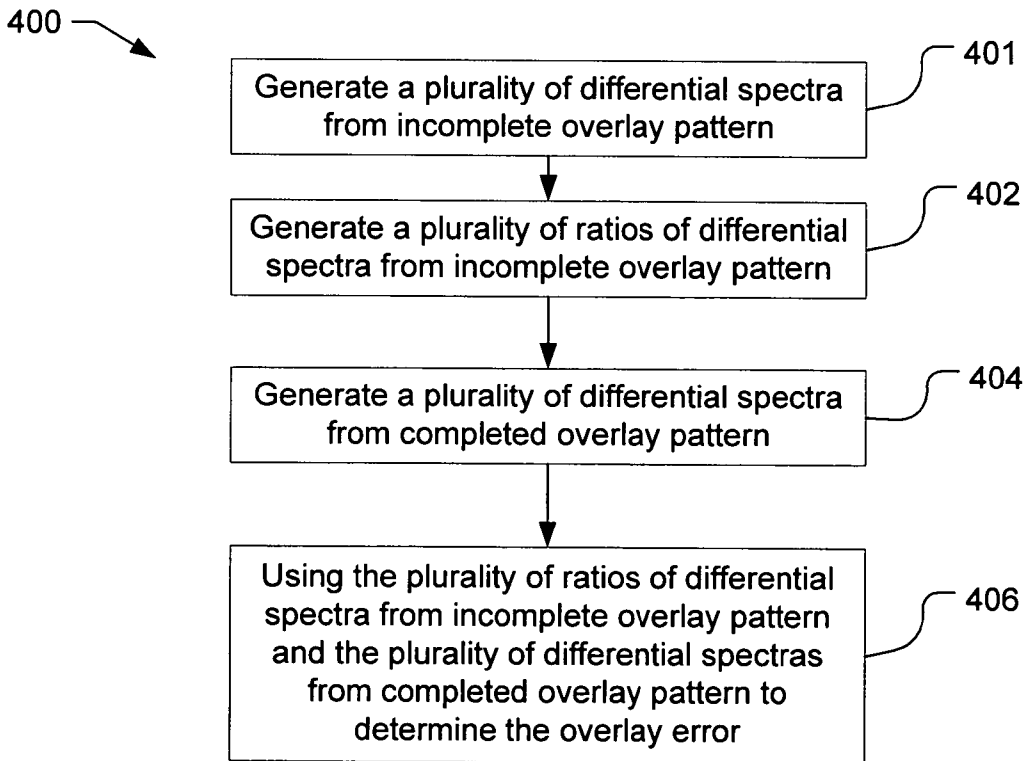 400
401
Generate a plurality of differential spectra
from incomplete overlay pattern
402
Generate a plurality of ratios of differential
spectra from incomplete overlay pattern
404
Generate a plurality of differential spectra
from completed overlay pattern
406
Using the plurality of ratios of differential
spectra from incomplete overlay pattern
and the plurality of differential spectras
from completed overlay pattern to
determine the overlay error